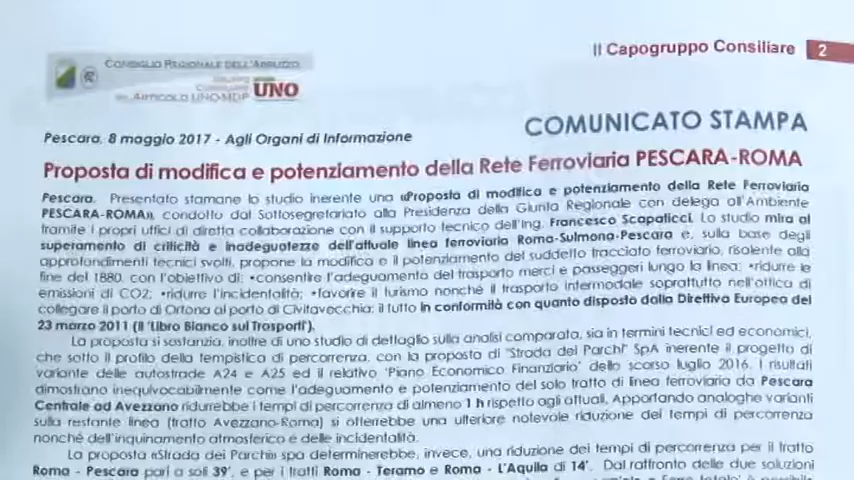 Il Capogruppo Consiliare 2
CONSIGLIO REGIONALE DELL'ABRUZZO
ARTICOLO UNO-MDP UNO
COMUNICATO STAMPA
Pescara, 8 maggio 2017 - Agli Organi di Informazione
Proposta di modifica e potenziamento della Rete Ferroviaria PESCARA-ROMA
Pescara. Presentato stamane lo studio inerente una «Proposta di modifica e potenziamento della Rete Ferroviaria
PESCARA-ROMA», condotto dal Sottosegretariato alla Presidenza della Giunta Regionale con delega all'Ambiente
tramite i propri uffici di diretta collaborazione con il supporto tecnico dell'Ing. Francesco Scapaticci. Lo studio mira al
superamento di criticità e inadeguatezze dell'attuale linea ferroviaria Roma-Sulmona-Pescara e, sulla base degli
approfondimenti tecnici svolti, propone la modifica e il potenziamento del suddetto tracciato ferroviario, risalente alla
fine del 1880, con l'obiettivo di: •consentire l'adeguamento del trasporto merci e passeggeri lungo la linea; •ridurre le
emissioni di CO2; •ridurre l'incidentalità; •favorire il turismo nonché il trasporto intermodale soprattutto nell'ottica di
collegare il porto di Ortona al porto di Civitavecchia; il tutto in conformità con quanto disposto dalla Direttiva Europea del
23 marzo 2011 (il 'Libro Bianco sui Trasporti').
La proposta si sostanzia, inoltre di uno studio di dettaglio sulla analisi comparata, sia in termini tecnici ed economici,
che sotto il profilo della tempistica di percorrenza, con la proposta di "Strada dei Parchi" SpA inerente il progetto di
variante delle autostrade A24 e A25 ed il relativo 'Piano Economico Finanziario' dello scorso luglio 2016. I risultati
dimostrano inequivocabilmente come l'adeguamento e potenziamento del solo tratto di linea ferroviaria da Pescara
Centrale ad Avezzano ridurrebbe i tempi di percorrenza di almeno 1 h rispetto agli attuali. Apportando analoghe varianti
sulla restante linea (tratto Avezzano-Roma) si otterrebbe una ulteriore notevole riduzione dei tempi di percorrenza
nonché dell'inquinamento atmosferico e delle incidentalità.
La proposta «Strada dei Parchi» spa determinerebbe, invece, una riduzione dei tempi di percorrenza per il tratto
Roma - Pescara pari a soli 39', e per i tratti Roma - Teramo e Roma - L'Aquila di 14'. Dal raffronto delle due soluzioni